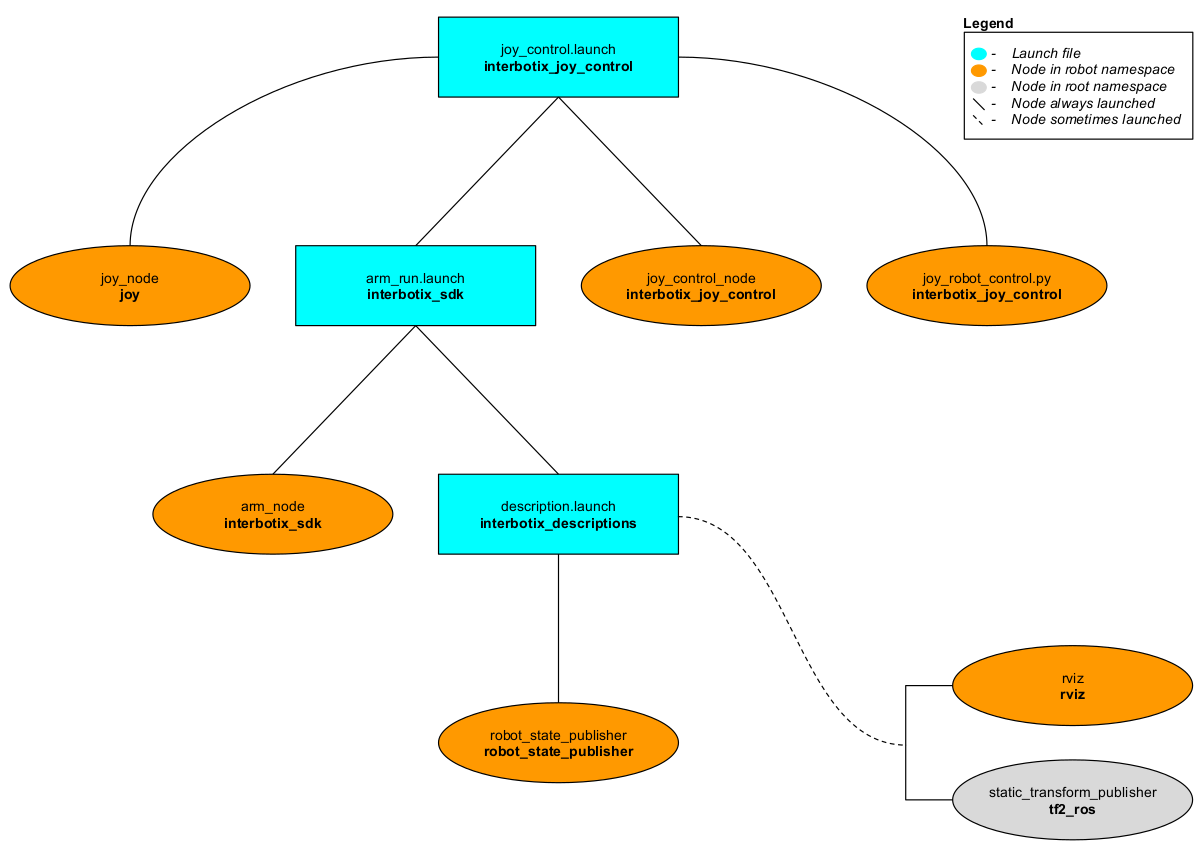 Legend
- Launch file
- Node in robot namespace
- Node in root namespace
- Node always launched
- Node sometimes launched
joy_control.launch
interbotix_joy_control
joy_node
joy
arm_run.launch
interbotix_sdk
joy_control_node
interbotix_joy_control
joy_robot_control.py
interbotix_joy_control
arm_node
interbotix_sdk
description.launch
interbotix_descriptions
robot_state_publisher
robot_state_publisher
rviz
rviz
static_transform_publisher
tf2_ros